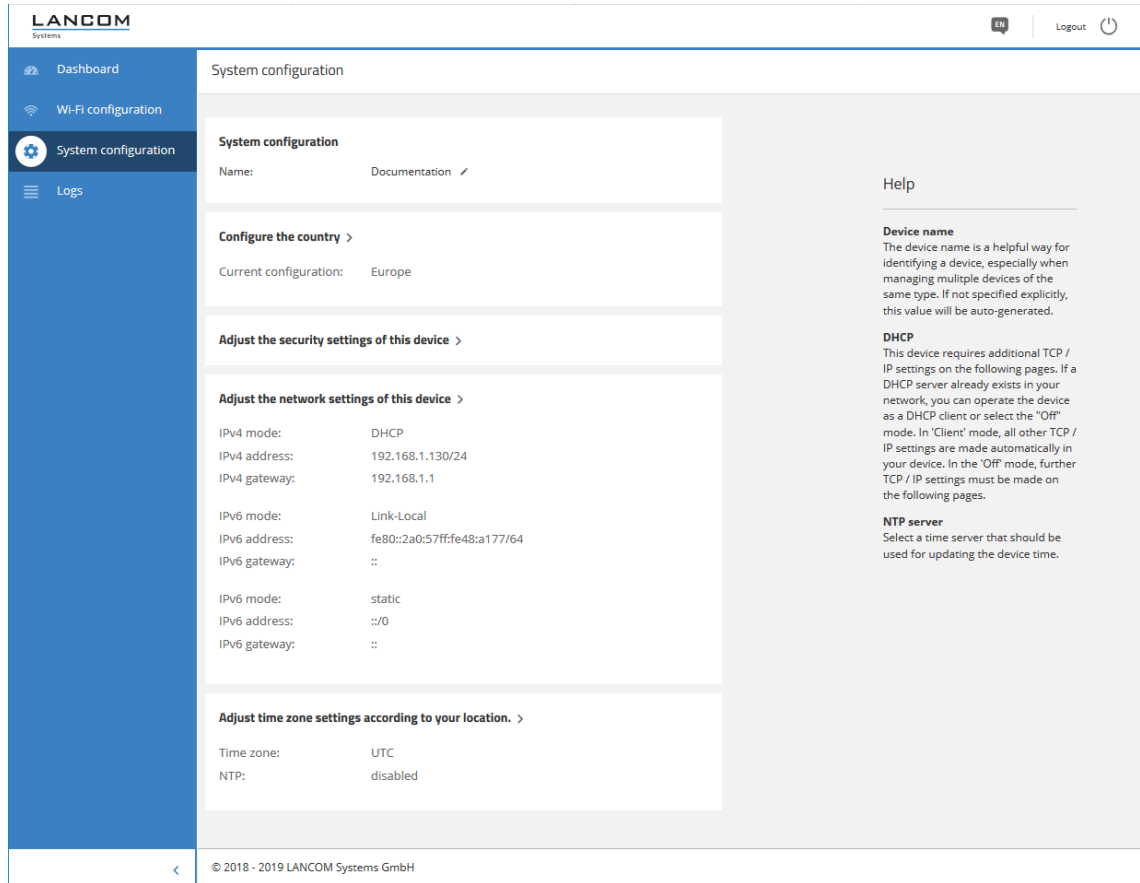 LANCOM
Systems
EN
Logout
Dashboard
Wi-Fi configuration
System configuration
Logs
System configuration
System configuration
Name: Documentation
Configure the country >
Current configuration: Europe
Adjust the security settings of this device >
Adjust the network settings of this device >
IPv4 mode: DHCP
IPv4 address: 192.168.1.130/24
IPv4 gateway: 192.168.1.1
IPv6 mode: Link-Local
IPv6 address: fe80::2a0:57ff:fe48:a177/64
IPv6 gateway: ::
IPv6 mode: static
IPv6 address: ::/0
IPv6 gateway: ::
Adjust time zone settings according to your location. >
Time zone: UTC
NTP: disabled
Help
Device name
The device name is a helpful way for
identifying a device, especially when
managing mulitple devices of the
same type. If not specified explicitly,
this value will be auto-generated.
DHCP
This device requires additional TCP /
IP settings on the following pages. If a
DHCP server already exists in your
network, you can operate the device
as a DHCP client or select the "Off"
mode. In 'Client' mode, all other TCP /
IP settings are made automatically in
your device. In the 'Off' mode, further
TCP / IP settings must be made on
the following pages.
NTP server
Select a time server that should be
used for updating the device time.
© 2018 - 2019 LANCOM Systems GmbH